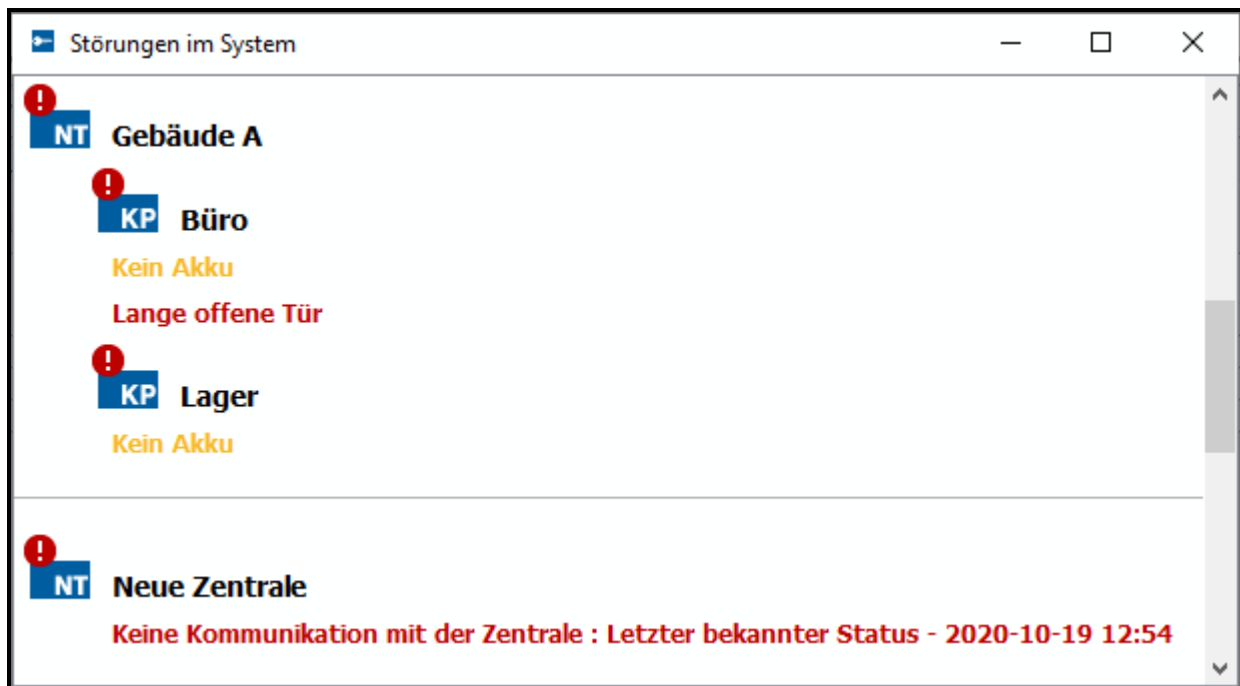 Störungen im System
!
NT Gebäude A
!
KP Büro
Kein Akku
Lange offene Tür
!
KP Lager
Kein Akku
!
NT Neue Zentrale
Keine Kommunikation mit der Zentrale : Letzter bekannter Status - 2020-10-19 12:54